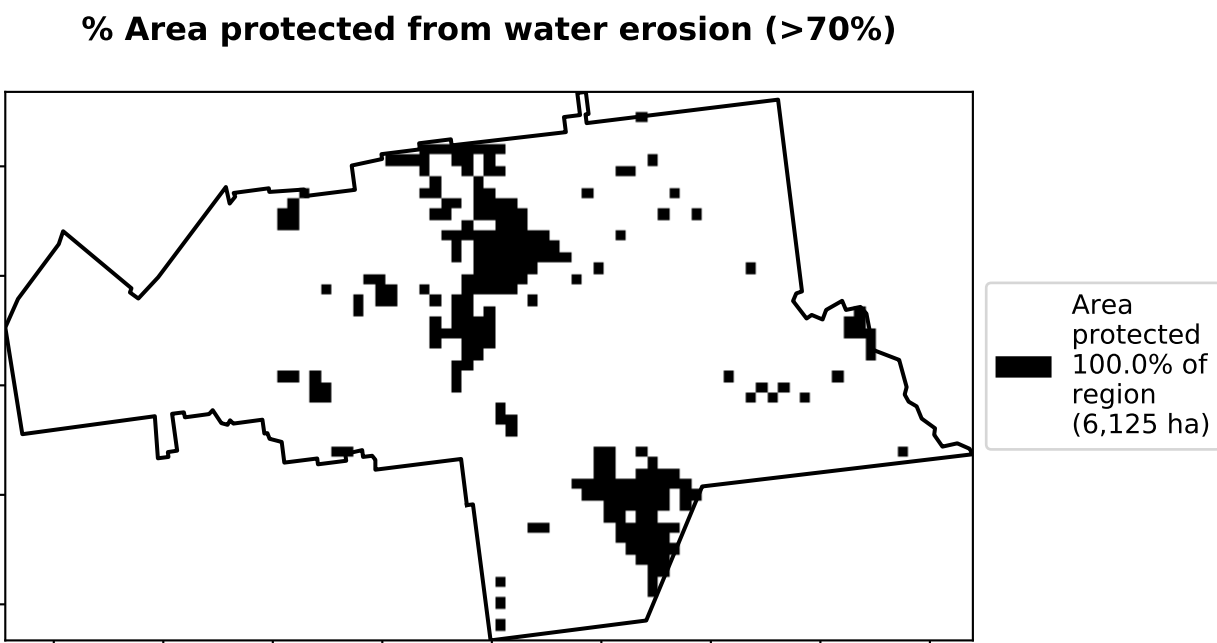 % Area protected from water erosion (>70%)
Area
protected
100.0% of
region
(6,125 ha)